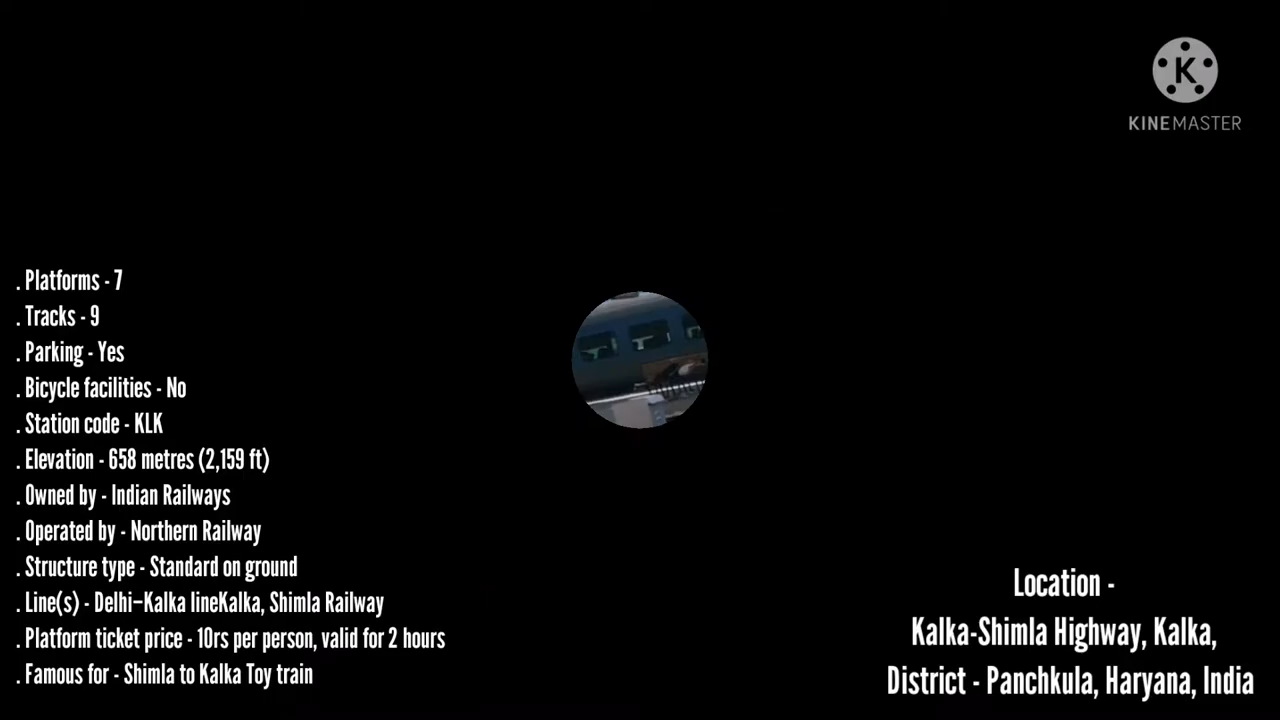 K
KINEMASTER
. Platforms - 7
. Tracks - 9
. Parking - Yes
. Bicycle facilities - No
. Station code - KLK
. Elevation - 658 metres (2,159 ft)
. Owned by - Indian Railways
. Operated by - Northern Railway
. Structure type - Standard on ground
. Line(s) - Delhi–Kalka lineKalka, Shimla Railway
. Platform ticket price - 10rs per person, valid for 2 hours
. Famous for - Shimla to Kalka Toy train
Location -
Kalka-Shimla Highway, Kalka,
District - Panchkula, Haryana, India